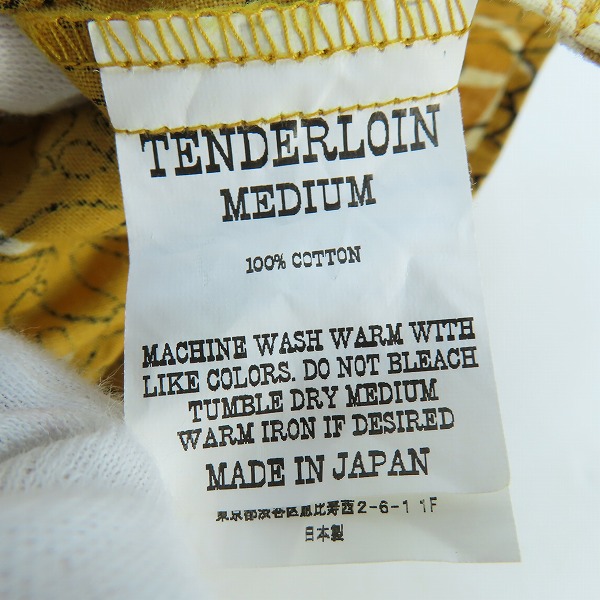 TENDERLOIN
MEDIUM
100% COTTON
MACHINE WASH WARM WITH
LIKE COLORS. DO NOT BLEACH
TUMBLE DRY MEDIUM
WARM IRON IF DESIRED
MADE IN JAPAN
東京都渋谷区恵比寿西2-6-1 1F
日本製